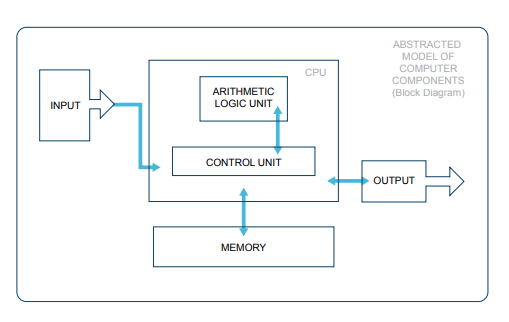 ABSTRACTED
MODEL OF
COMPUTER
COMPONENTS
(Block Diagram)
CPU
INPUT
ARITHMETIC
LOGIC UNIT
CONTROL UNIT
OUTPUT
MEMORY